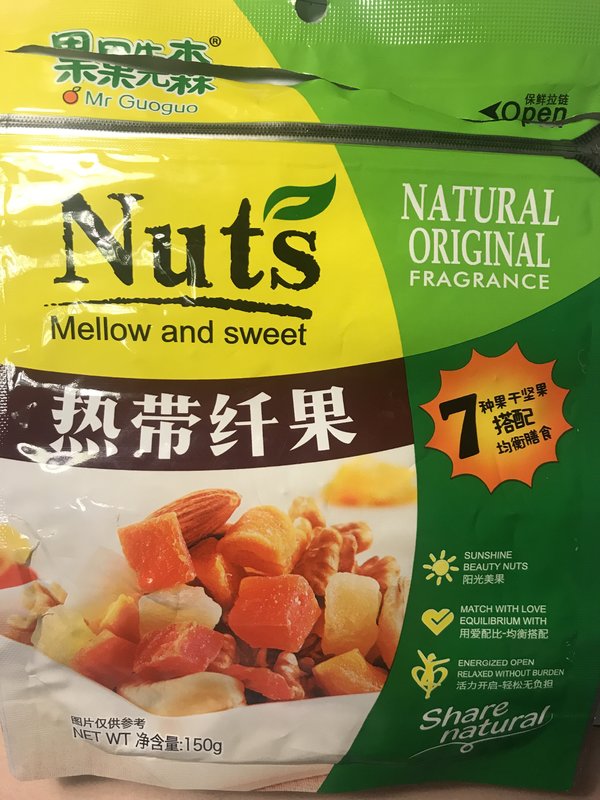 果果先森®
Mr Guoguo
保鲜拉链
Open
Nuts
Mellow and sweet
NATURAL
ORIGINAL
FRAGRANCE
热带纤果
7种果干坚果
搭配
均衡膳食
SUNSHINE
BEAUTY NUTS
阳光美果
MATCH WITH LOVE
EQUILIBRIUM WITH
用爱配比-均衡搭配
ENERGIZED OPEN
RELAXED WITHOUT BURDEN
活力开启-轻松无负担
Share
natural
图片仅供参考
NET WT 净含量:150g